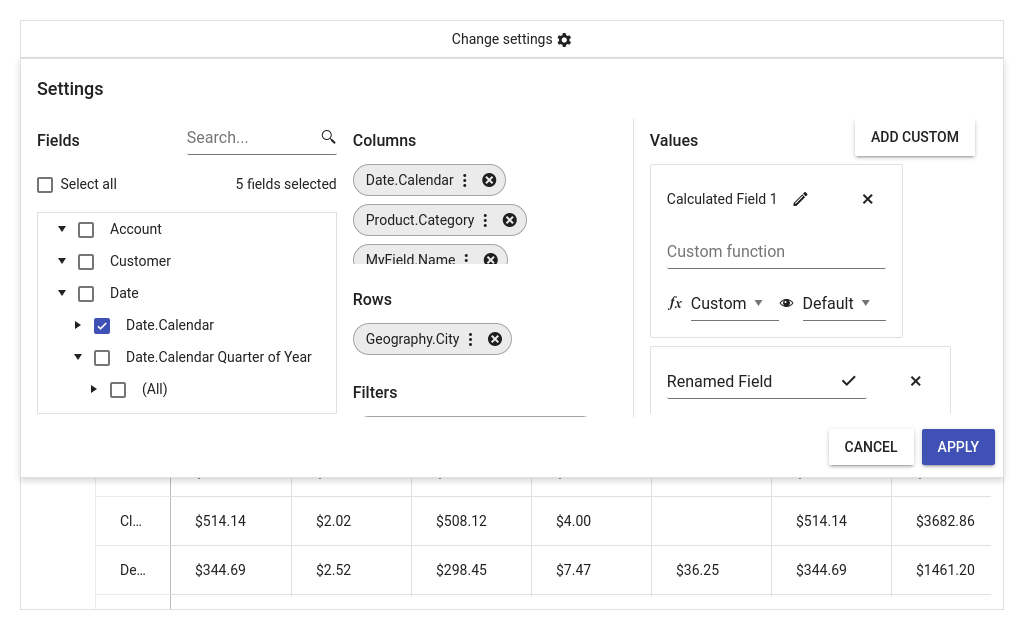 Change settings
Settings
Fields
Search...
Select all
5 fields selected
Account
Customer
Date
Date.Calendar
Date.Calendar Quarter of Year
(All)
Columns
Date.Calendar
Product.Category
MyField.Name
Rows
Geography.City
Filters
Values
ADD CUSTOM
Calculated Field 1
Custom function
fx Custom Default
Renamed Field
CANCEL APPLY
Cl... $514.14 $2.02 $508.12 $4.00 $514.14 $3682.86
De... $344.69 $2.52 $298.45 $7.47 $36.25 $344.69 $1461.20